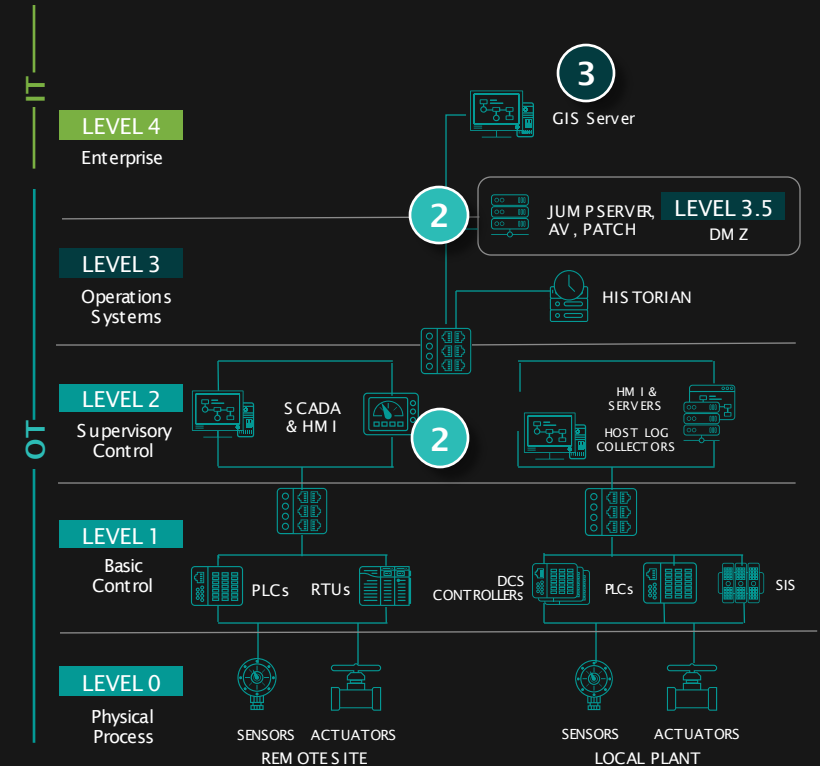 IT
3
GIS Server
LEVEL 4
Enterprise
2
JUMP SERVER,
AV, PATCH
LEVEL 3.5
DMZ
LEVEL 3
Operations
Systems
HISTORIAN
LEVEL 2
Supervisory
Control
SCADA
& HMI
2
HMI &
SERVERS
HOST LOG
COLLECTORS
OT
LEVEL 1
Basic
Control
PLCs
RTUs
DCS
CONTROLLERS
PLCs
SIS
LEVEL 0
Physical
Process
SENSORS
ACTUATORS
REMOTE SITE
SENSORS
ACTUATORS
LOCAL PLANT